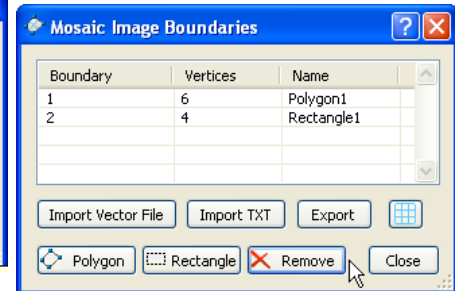 Mosaic Image Boundaries
Boundary Vertices Name
1 6 Polygon1
2 4 Rectangle1
Import Vector File Import TXT Export
Polygon Rectangle Remove Close